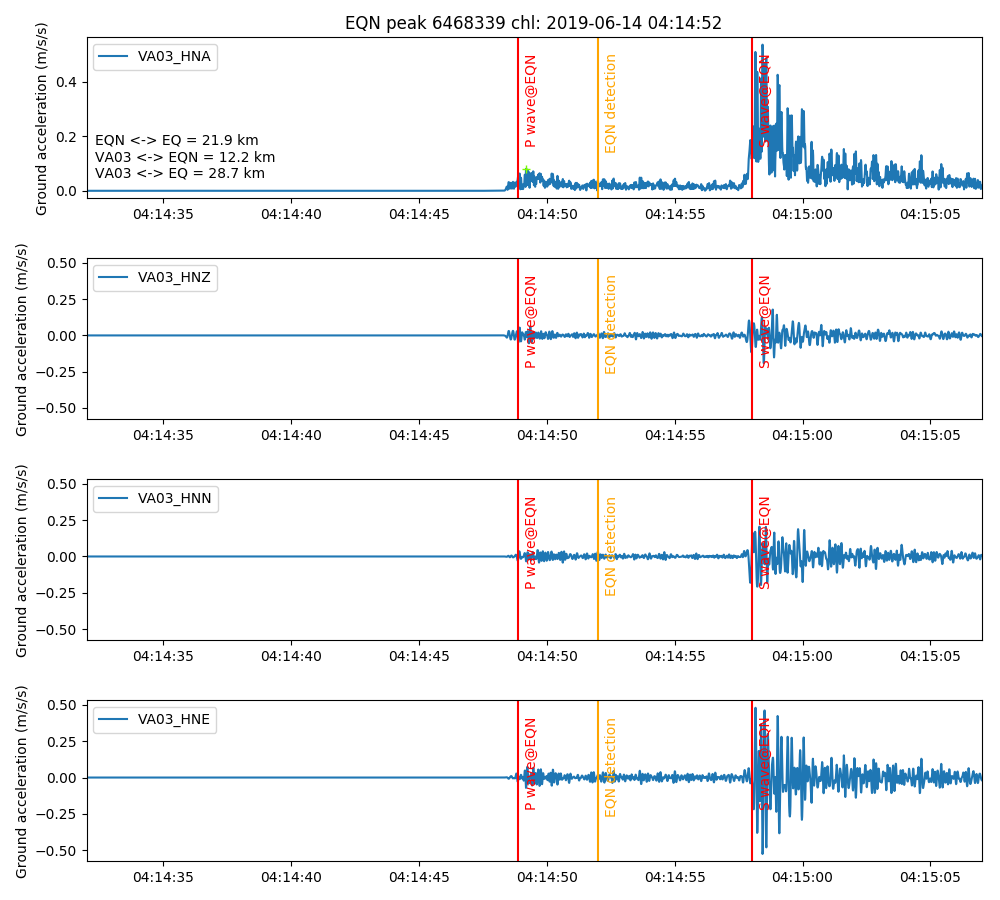 EQN peak 6468339 chl: 2019-06-14 04:14:52
Ground acceleration (m/s/s)
0.4
0.2
0.0
VA03_HNA
EQN <-> EQ = 21.9 km
VA03 <-> EQN = 12.2 km
VA03 <-> EQ = 28.7 km
P wave@EQN
EQN detection
S wave@EQN
04:14:35 04:14:40 04:14:45 04:14:50 04:14:55 04:15:00 04:15:05
Ground acceleration (m/s/s)
0.50
0.25
0.00
−0.25
−0.50
VA03_HNZ
P wave@EQN
EQN detection
S wave@EQN
04:14:35 04:14:40 04:14:45 04:14:50 04:14:55 04:15:00 04:15:05
Ground acceleration (m/s/s)
0.50
0.25
0.00
−0.25
−0.50
VA03_HNN
P wave@EQN
EQN detection
S wave@EQN
04:14:35 04:14:40 04:14:45 04:14:50 04:14:55 04:15:00 04:15:05
Ground acceleration (m/s/s)
0.50
0.25
0.00
−0.25
−0.50
VA03_HNE
P wave@EQN
EQN detection
S wave@EQN
04:14:35 04:14:40 04:14:45 04:14:50 04:14:55 04:15:00 04:15:05